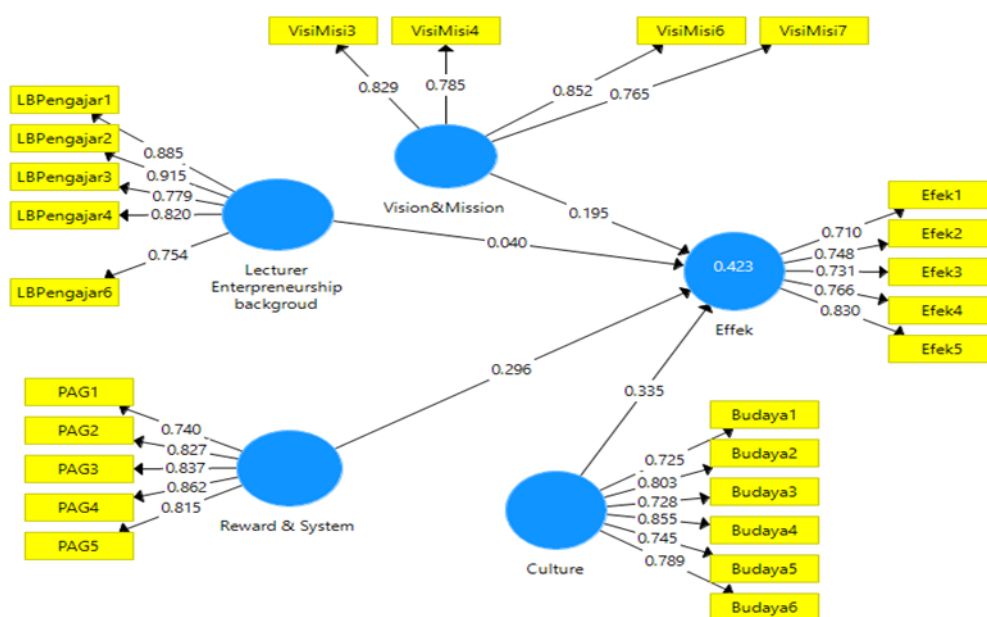 VisiMisi3
VisiMisi4
VisiMisi6
VisiMisi7
0.829
0.785
0.852
0.765
Vision&Mission
LBPengajar1
LBPengajar2
LBPengajar3
LBPengajar4
LBPengajar6
0.885
0.915
0.779
0.820
0.754
Lecturer
Enterpreneurship
backgroud
0.195
0.040
0.296
0.335
0.423
Effek
0.710
0.748
0.731
0.766
0.830
Efek1
Efek2
Efek3
Efek4
Efek5
PAG1
PAG2
PAG3
PAG4
PAG5
0.740
0.827
0.837
0.862
0.815
Reward & System
Culture
0.725
0.803
0.728
0.855
0.745
0.789
Budaya1
Budaya2
Budaya3
Budaya4
Budaya5
Budaya6